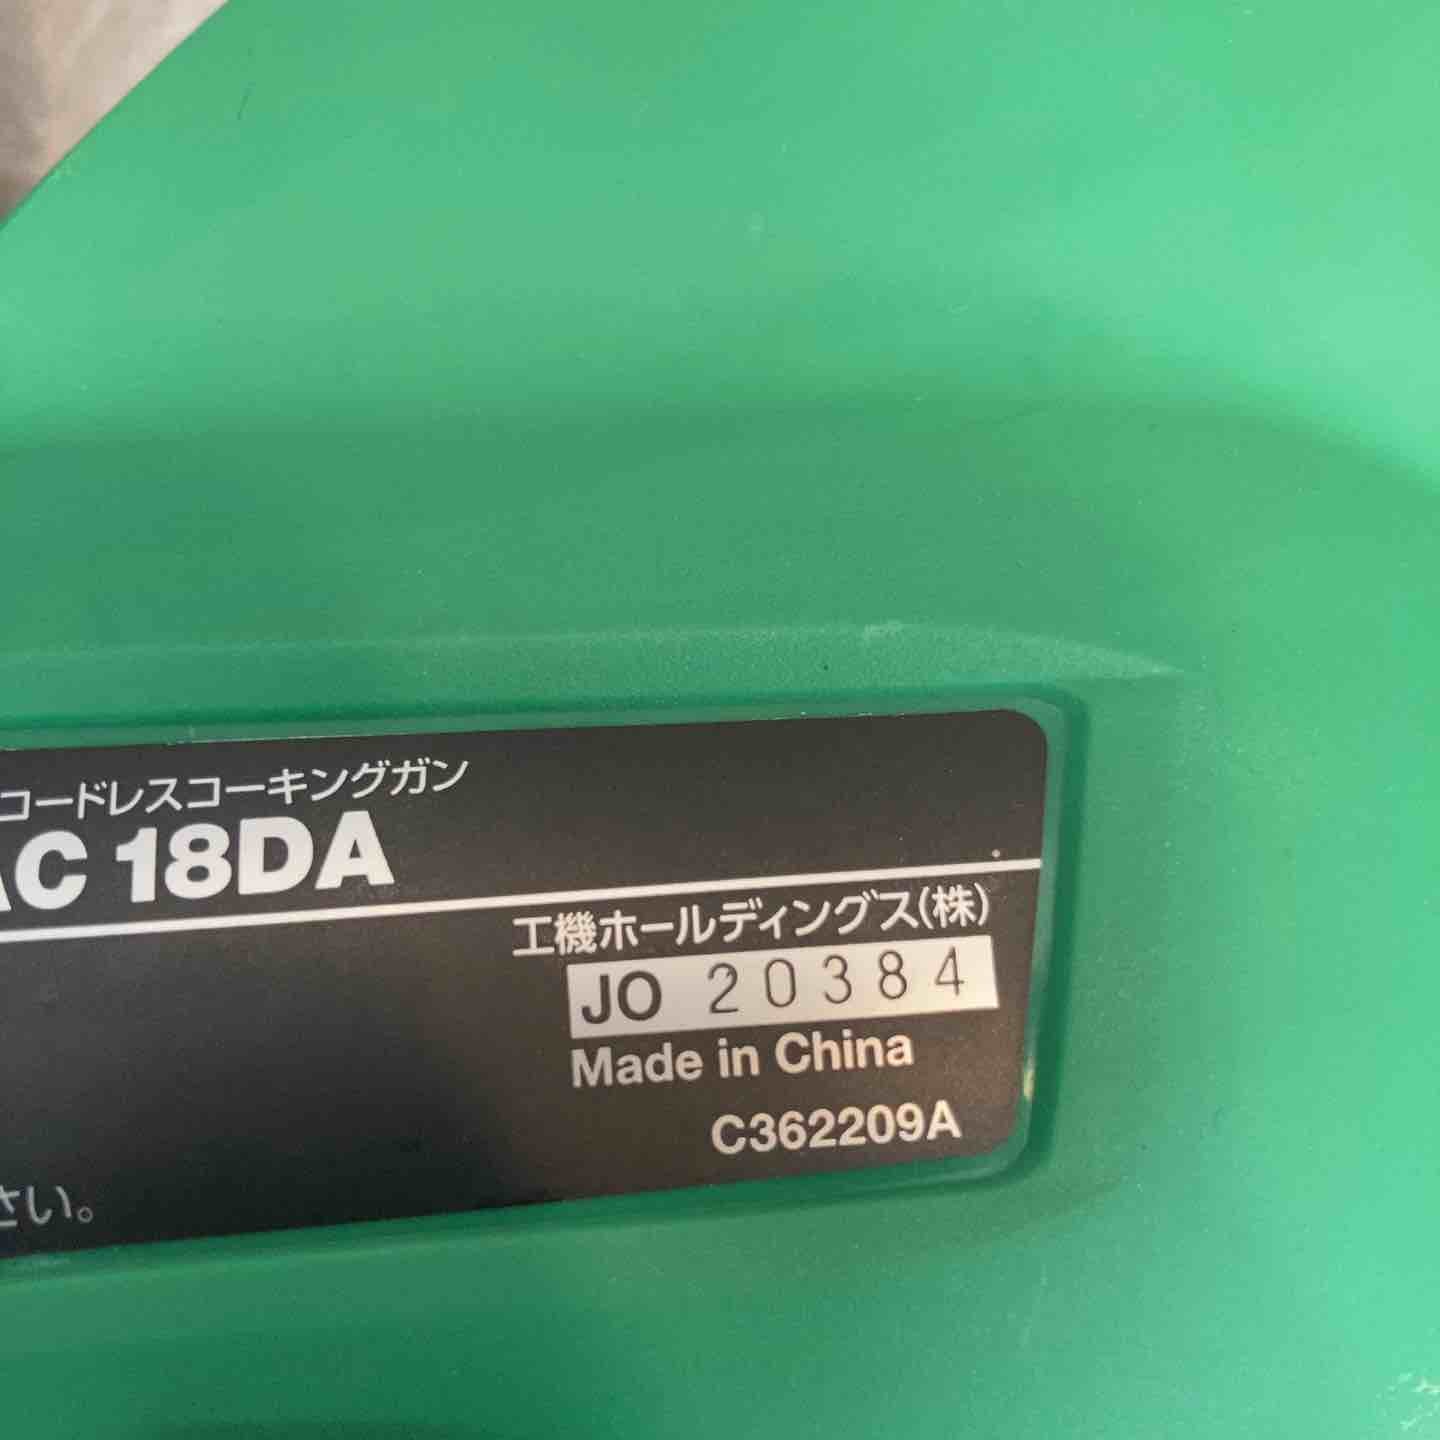 コードレスコーキングガン
AC 18DA
工機ホールディングス(株)
JO 20384
Made in China
C362209A
さい。